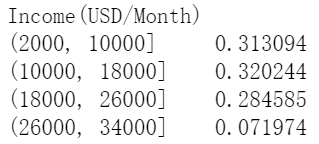 Income(USD/Month)
(2000, 10000]     0.313094
(10000, 18000]    0.320244
(18000, 26000]    0.284585
(26000, 34000]    0.071974